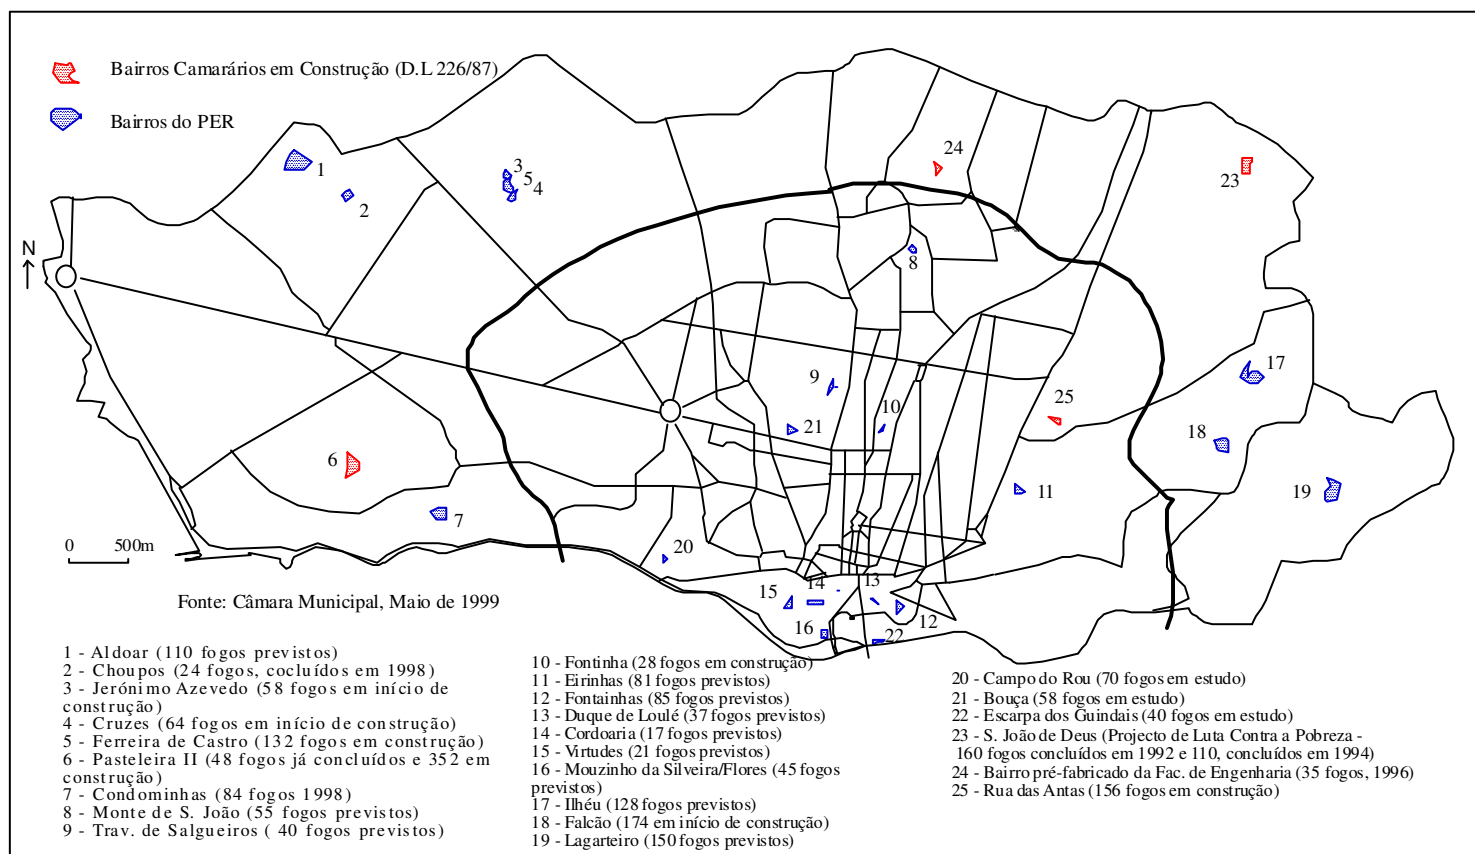 Bairros Camarários em Construção (D.L 226/87)
Bairros do PER
N
1
2
3
5
4
24
23
8
17
9
10
25
21
18
6
11
19
7
20
0 500m
15
14
13
12
16
22
Fonte: Câmara Municipal, Maio de 1999
1 - Aldoar (110 fogos previstos)
2 - Choupos (24 fogos, cocluídos em 1998)
3 - Jerónimo Azevedo (58 fogos em início de
construção)
4 - Cruzes (64 fogos em início de construção)
5 - Ferreira de Castro (132 fogos em construção)
6 - Pasteleira II (48 fogos já concluídos e 352 em
construção)
7 - Condominhas (84 fogos 1998)
8 - Monte de S. João (55 fogos previstos)
9 - Trav. de Salgueiros ( 40 fogos previstos)
10 - Fontinha (28 fogos em construção)
11 - Eirinhas (81 fogos previstos)
12 - Fontainhas (85 fogos previstos)
13 - Duque de Loulé (37 fogos previstos)
14 - Cordoaria (17 fogos previstos)
15 - Virtudes (21 fogos previstos)
16 - Mouzinho da Silveira/Flores (45 fogos
previstos)
17 - Ilhéu (128 fogos previstos)
18 - Falcão (174 em início de construção)
19 - Lagarteiro (150 fogos previstos)
20 - Campo do Rou (70 fogos em estudo)
21 - Bouça (58 fogos em estudo)
22 - Escarpa dos Guindais (40 fogos em estudo)
23 - S. João de Deus (Projecto de Luta Contra a Pobreza -
160 fogos concluídos em 1992 e 110, concluídos em 1994)
24 - Bairro pré-fabricado da Fac. de Engenharia (35 fogos, 1996)
25 - Rua das Antas (156 fogos em construção)